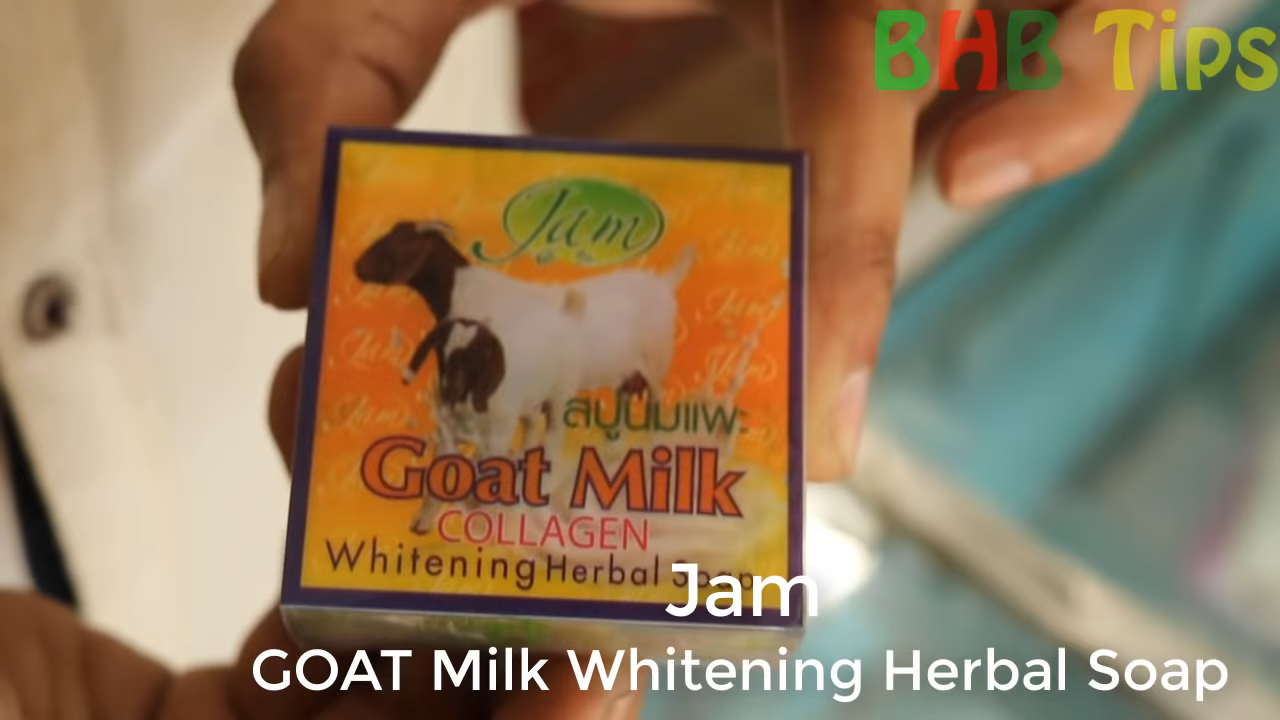 BHB Tips
Jam
สบู่นมแพะ
Goat Milk
COLLAGEN
Whitening Herbal Soap
Jam
GOAT Milk Whitening Herbal Soap